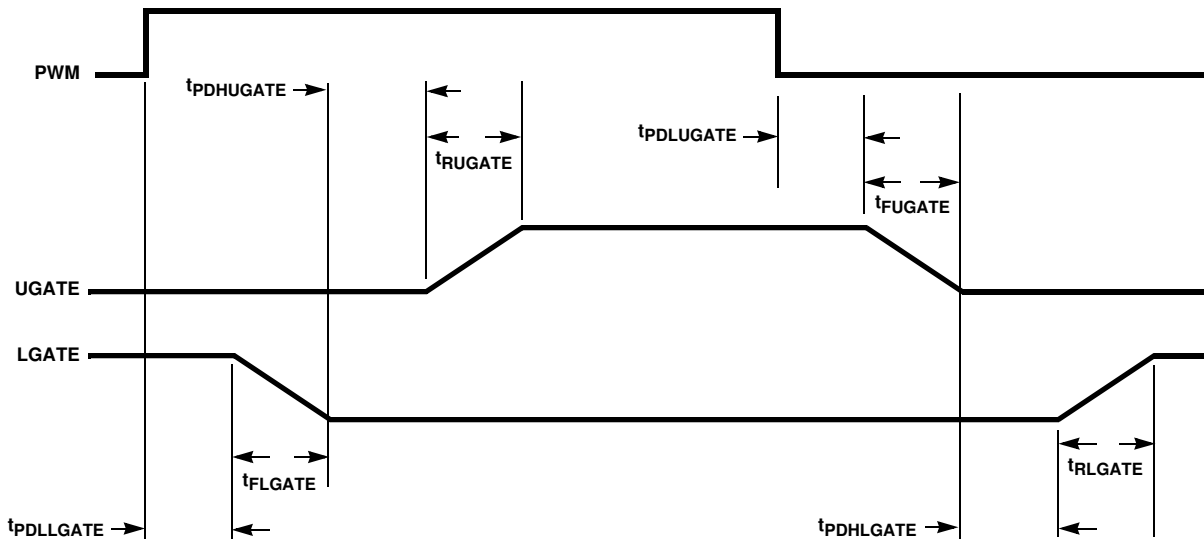 PWM
tPDHUGATE
tRUGATE
tPDLUGATE
tFUGATE
UGATE
LGATE
tFLGATE
tRLGATE
tPDLLGATE
tPDHLGATE